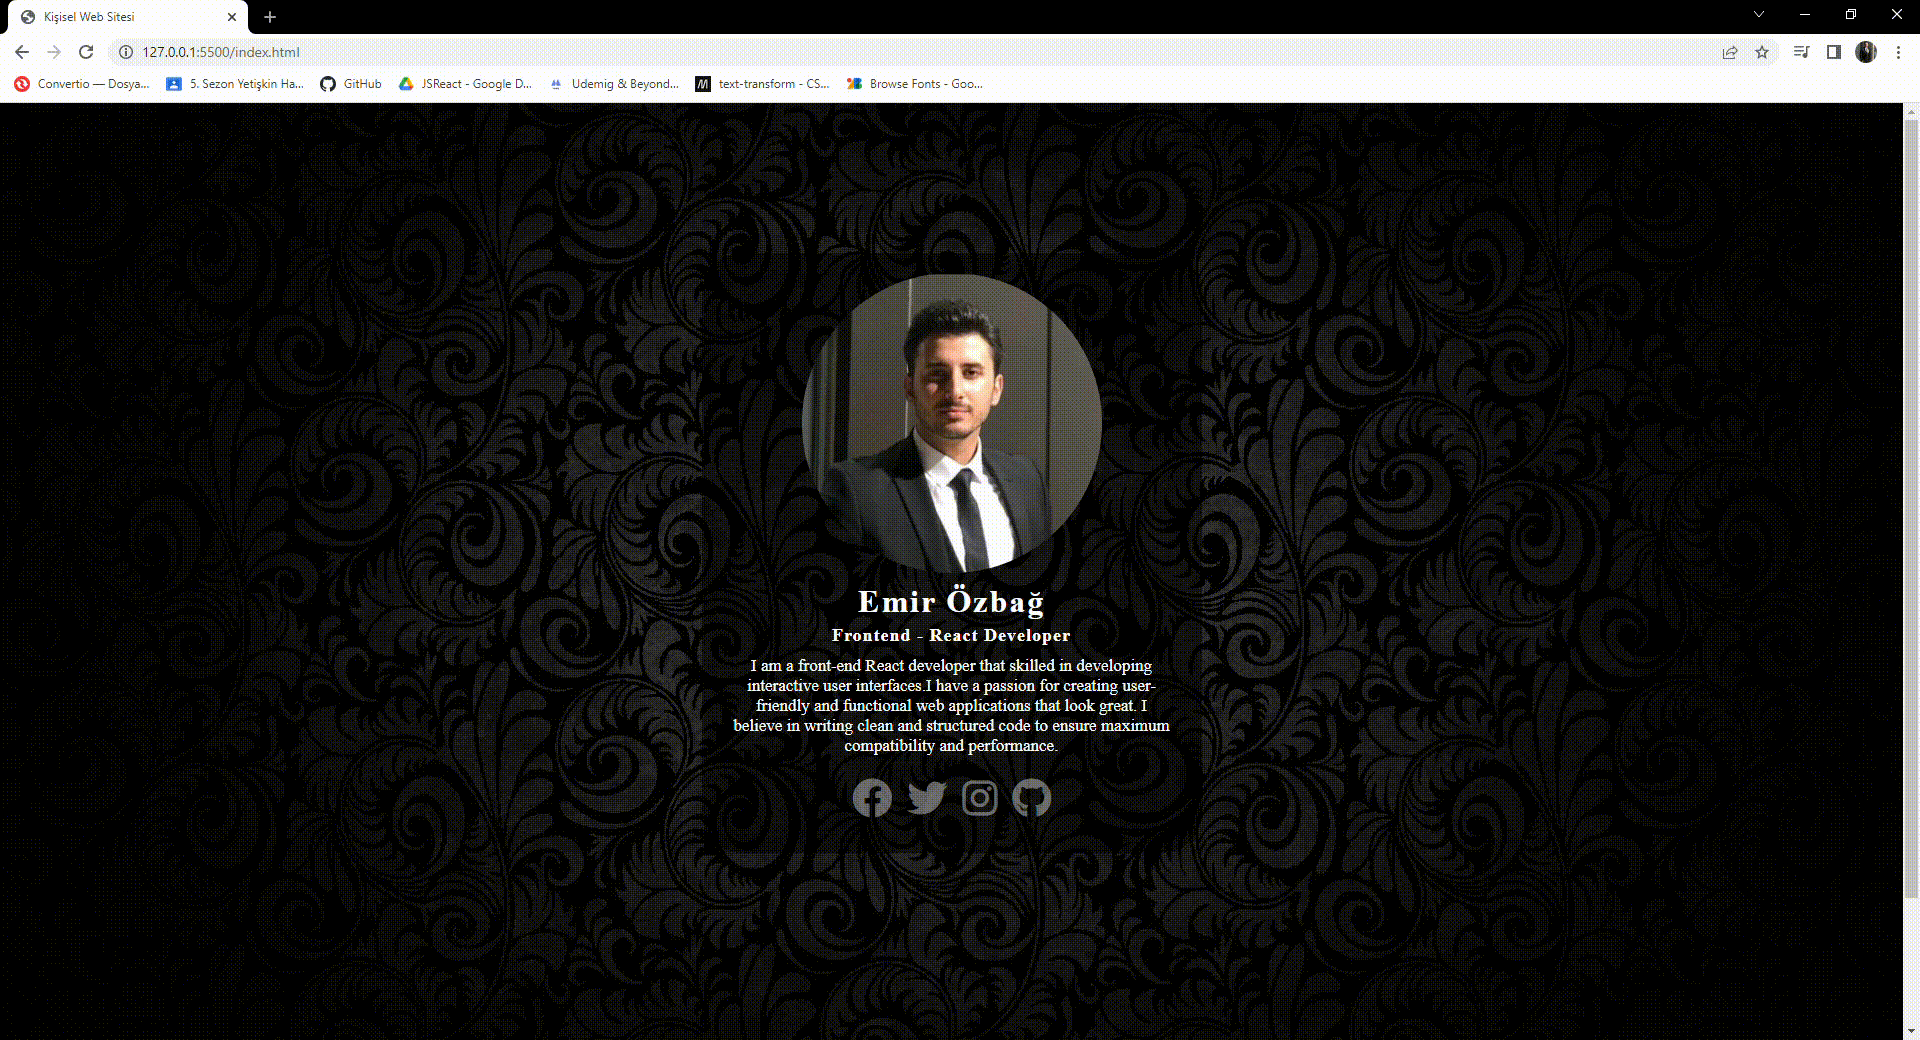 Kişisel Web Sitesi
127.0.0.1:5500/index.html
Convertio — Dosya...
5. Sezon Yetişkin Ha...
GitHub
JSReact - Google D...
Udemig & Beyond...
text-transform - CS...
Browse Fonts - Goo...
Emir Özbağ
Frontend - React Developer
I am a front-end React developer that skilled in developing
interactive user interfaces.I have a passion for creating user-
friendly and functional web applications that look great. I
believe in writing clean and structured code to ensure maximum
compatibility and performance.